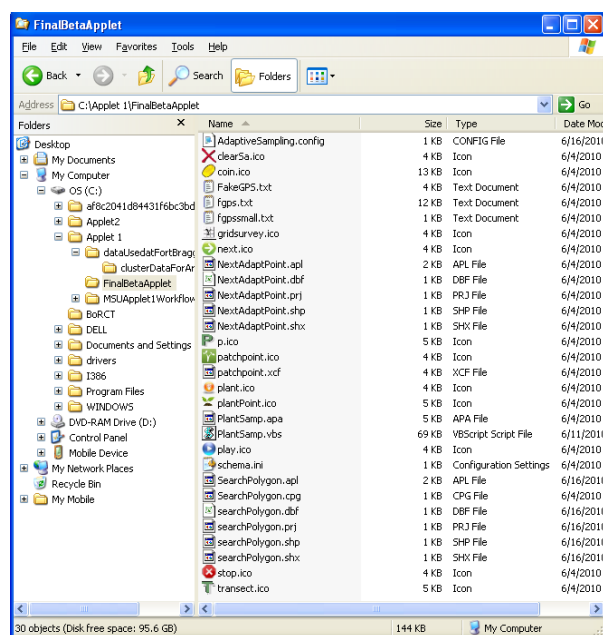 FinalBetaApplet
File Edit View Favorites Tools Help
Back Search Folders
Address C:\Applet 1\FinalBetaApplet Go
Folders X Name Size Type Date Moc
Desktop
My Documents
My Computer
OS (C:)
af8c2041d84431f6bc3bd
Applet2
Applet 1
dataUsedatFortBragg
clusterDataForAr
FinalBetaApplet
MSUApplet1Workflow
BoRCT
DELL
Documents and Settings
drivers
I386
Program Files
WINDOWS
DVD-RAM Drive (D:)
Control Panel
Mobile Device
My Network Places
Recycle Bin
My Mobile
AdaptiveSampling.config 1 KB CONFIG File 6/16/2010
clearSa.ico 4 KB Icon 6/4/2010
coin.ico 13 KB Icon 6/4/2010
FakeGPS.txt 4 KB Text Document 6/4/2010
fgps.txt 12 KB Text Document 6/4/2010
fgpssmall.txt 1 KB Text Document 6/4/2010
gridsurvey.ico 4 KB Icon 6/4/2010
next.ico 4 KB Icon 6/4/2010
NextAdaptPoint.apl 2 KB APL File 6/4/2010
NextAdaptPoint.dbf 1 KB DBF File 6/4/2010
NextAdaptPoint.prj 1 KB PRJ File 6/4/2010
NextAdaptPoint.shp 1 KB SHP File 6/4/2010
NextAdaptPoint.shx 1 KB SHX File 6/4/2010
p.ico 5 KB Icon 6/4/2010
patchpoint.ico 4 KB Icon 6/4/2010
patchpoint.xcf 4 KB XCF File 6/4/2010
plant.ico 4 KB Icon 6/4/2010
plantPoint.ico 5 KB Icon 6/4/2010
PlantSamp.apa 5 KB APA File 6/4/2010
PlantSamp.vbs 69 KB VBScript Script File 6/11/2010
play.ico 4 KB Icon 6/4/2010
schema.ini 1 KB Configuration Settings 6/4/2010
SearchPolygon.apl 2 KB APL File 6/16/2010
SearchPolygon.cpg 1 KB CPG File 6/16/2010
searchPolygon.dbf 1 KB DBF File 6/16/2010
searchPolygon.prj 1 KB PRJ File 6/16/2010
searchPolygon.shp 1 KB SHP File 6/16/2010
searchPolygon.shx 1 KB SHX File 6/16/2010
stop.ico 4 KB Icon 6/4/2010
transect.ico 5 KB Icon 6/4/2010
30 objects (Disk free space: 95.6 GB) 144 KB My Computer